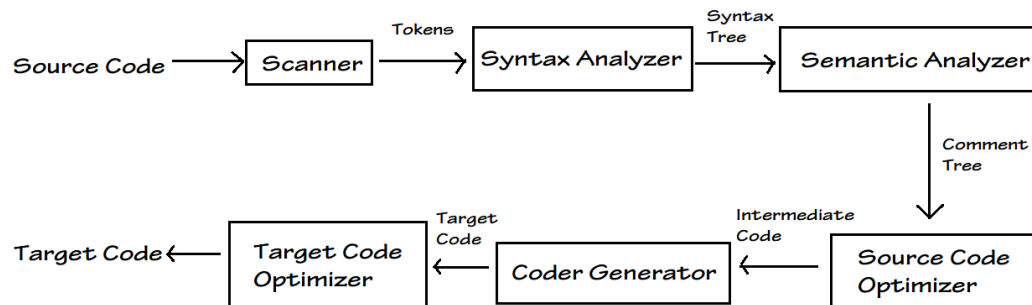 Source Code
Scanner
Tokens
Syntax Analyzer
Syntax
Tree
Semantic Analyzer
Comment
Tree
Source Code
Optimizer
Intermediate
Code
Coder Generator
Target
Code
Target Code
Optimizer
Target Code